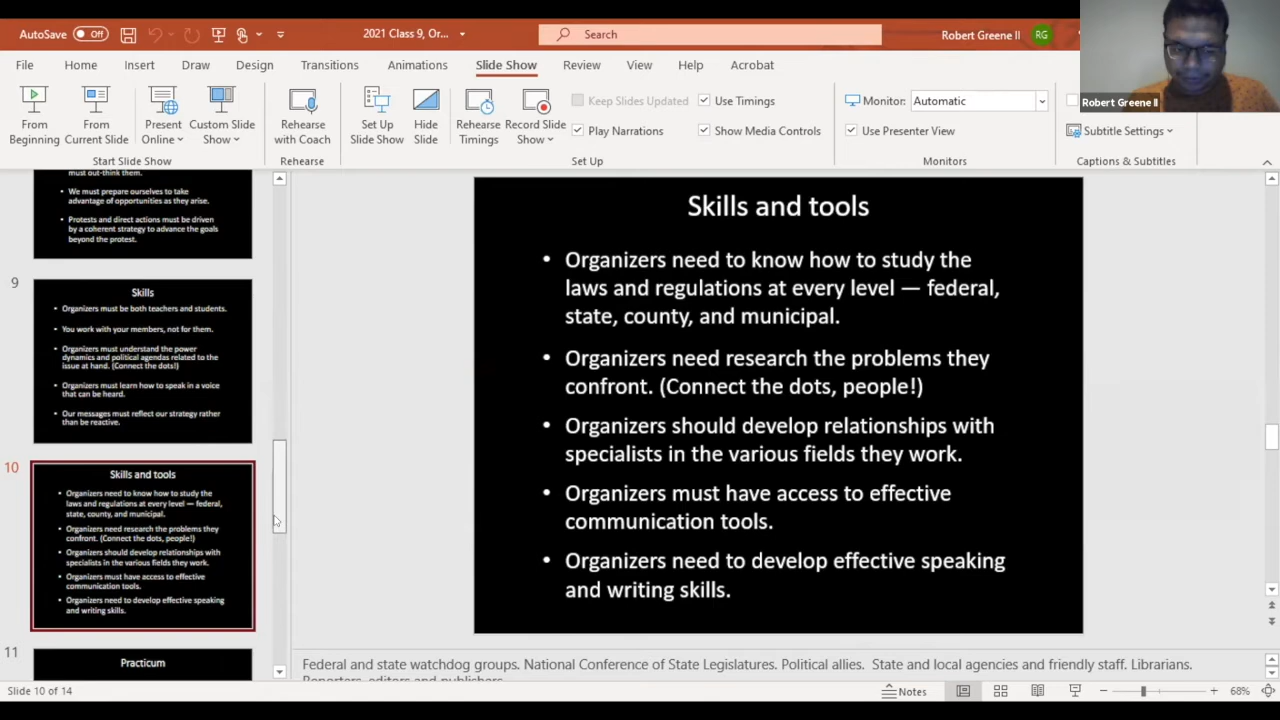 AutoSave Off 2021 Class 9, Or... Search Robert Greene II RG
File Home Insert Draw Design Transitions Animations Slide Show Review View Help Acrobat
Robert Greene II
From Beginning
From Current Slide
Present Online
Custom Slide Show
Start Slide Show
Rehearse with Coach
Rehearse
Set Up Slide Show
Hide Slide
Rehearse Timings
Record Slide Show
Keep Slides Updated
Play Narrations
Use Timings
Show Media Controls
Set Up
Monitor: Automatic
Use Presenter View
Monitors
Subtitle Settings
Captions & Subtitles
must out-think them.
• We must prepare ourselves to take
advantage of opportunities as they arise.
• Protests and direct actions must be driven
by a coherent strategy to advance the goals
beyond the protest.
9
Skills
• Organizers must be both teachers and students.
• You work with your members, not for them.
• Organizers must understand the power
dynamics and political agendas related to the
issue at hand. (Connect the dots!)
• Organizers must learn how to speak in a voice
that can be heard.
• Our messages must reflect our strategy rather
than be reactive.
10
Skills and tools
• Organizers need to know how to study the
laws and regulations at every level — federal,
state, county, and municipal.
• Organizers need research the problems they
confront. (Connect the dots, people!)
• Organizers should develop relationships with
specialists in the various fields they work.
• Organizers must have access to effective
communication tools.
• Organizers need to develop effective speaking
and writing skills.
11
Practicum
Skills and tools
• Organizers need to know how to study the
laws and regulations at every level — federal,
state, county, and municipal.
• Organizers need research the problems they
confront. (Connect the dots, people!)
• Organizers should develop relationships with
specialists in the various fields they work.
• Organizers must have access to effective
communication tools.
• Organizers need to develop effective speaking
and writing skills.
Federal and state watchdog groups. National Conference of State Legislatures. Political allies. State and local agencies and friendly staff. Librarians.
Reporters, editors and publishers
Slide 10 of 14 Notes 68%